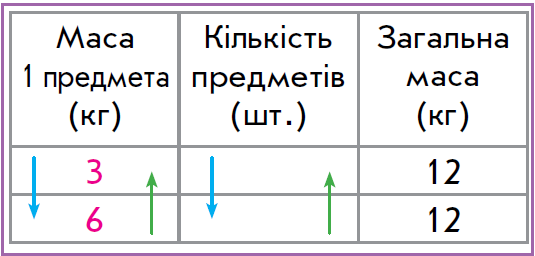 Маса
1 предмета
(кг)
Кількість
предметів
(шт.)
Загальна
маса
(кг)
3
12
6
12